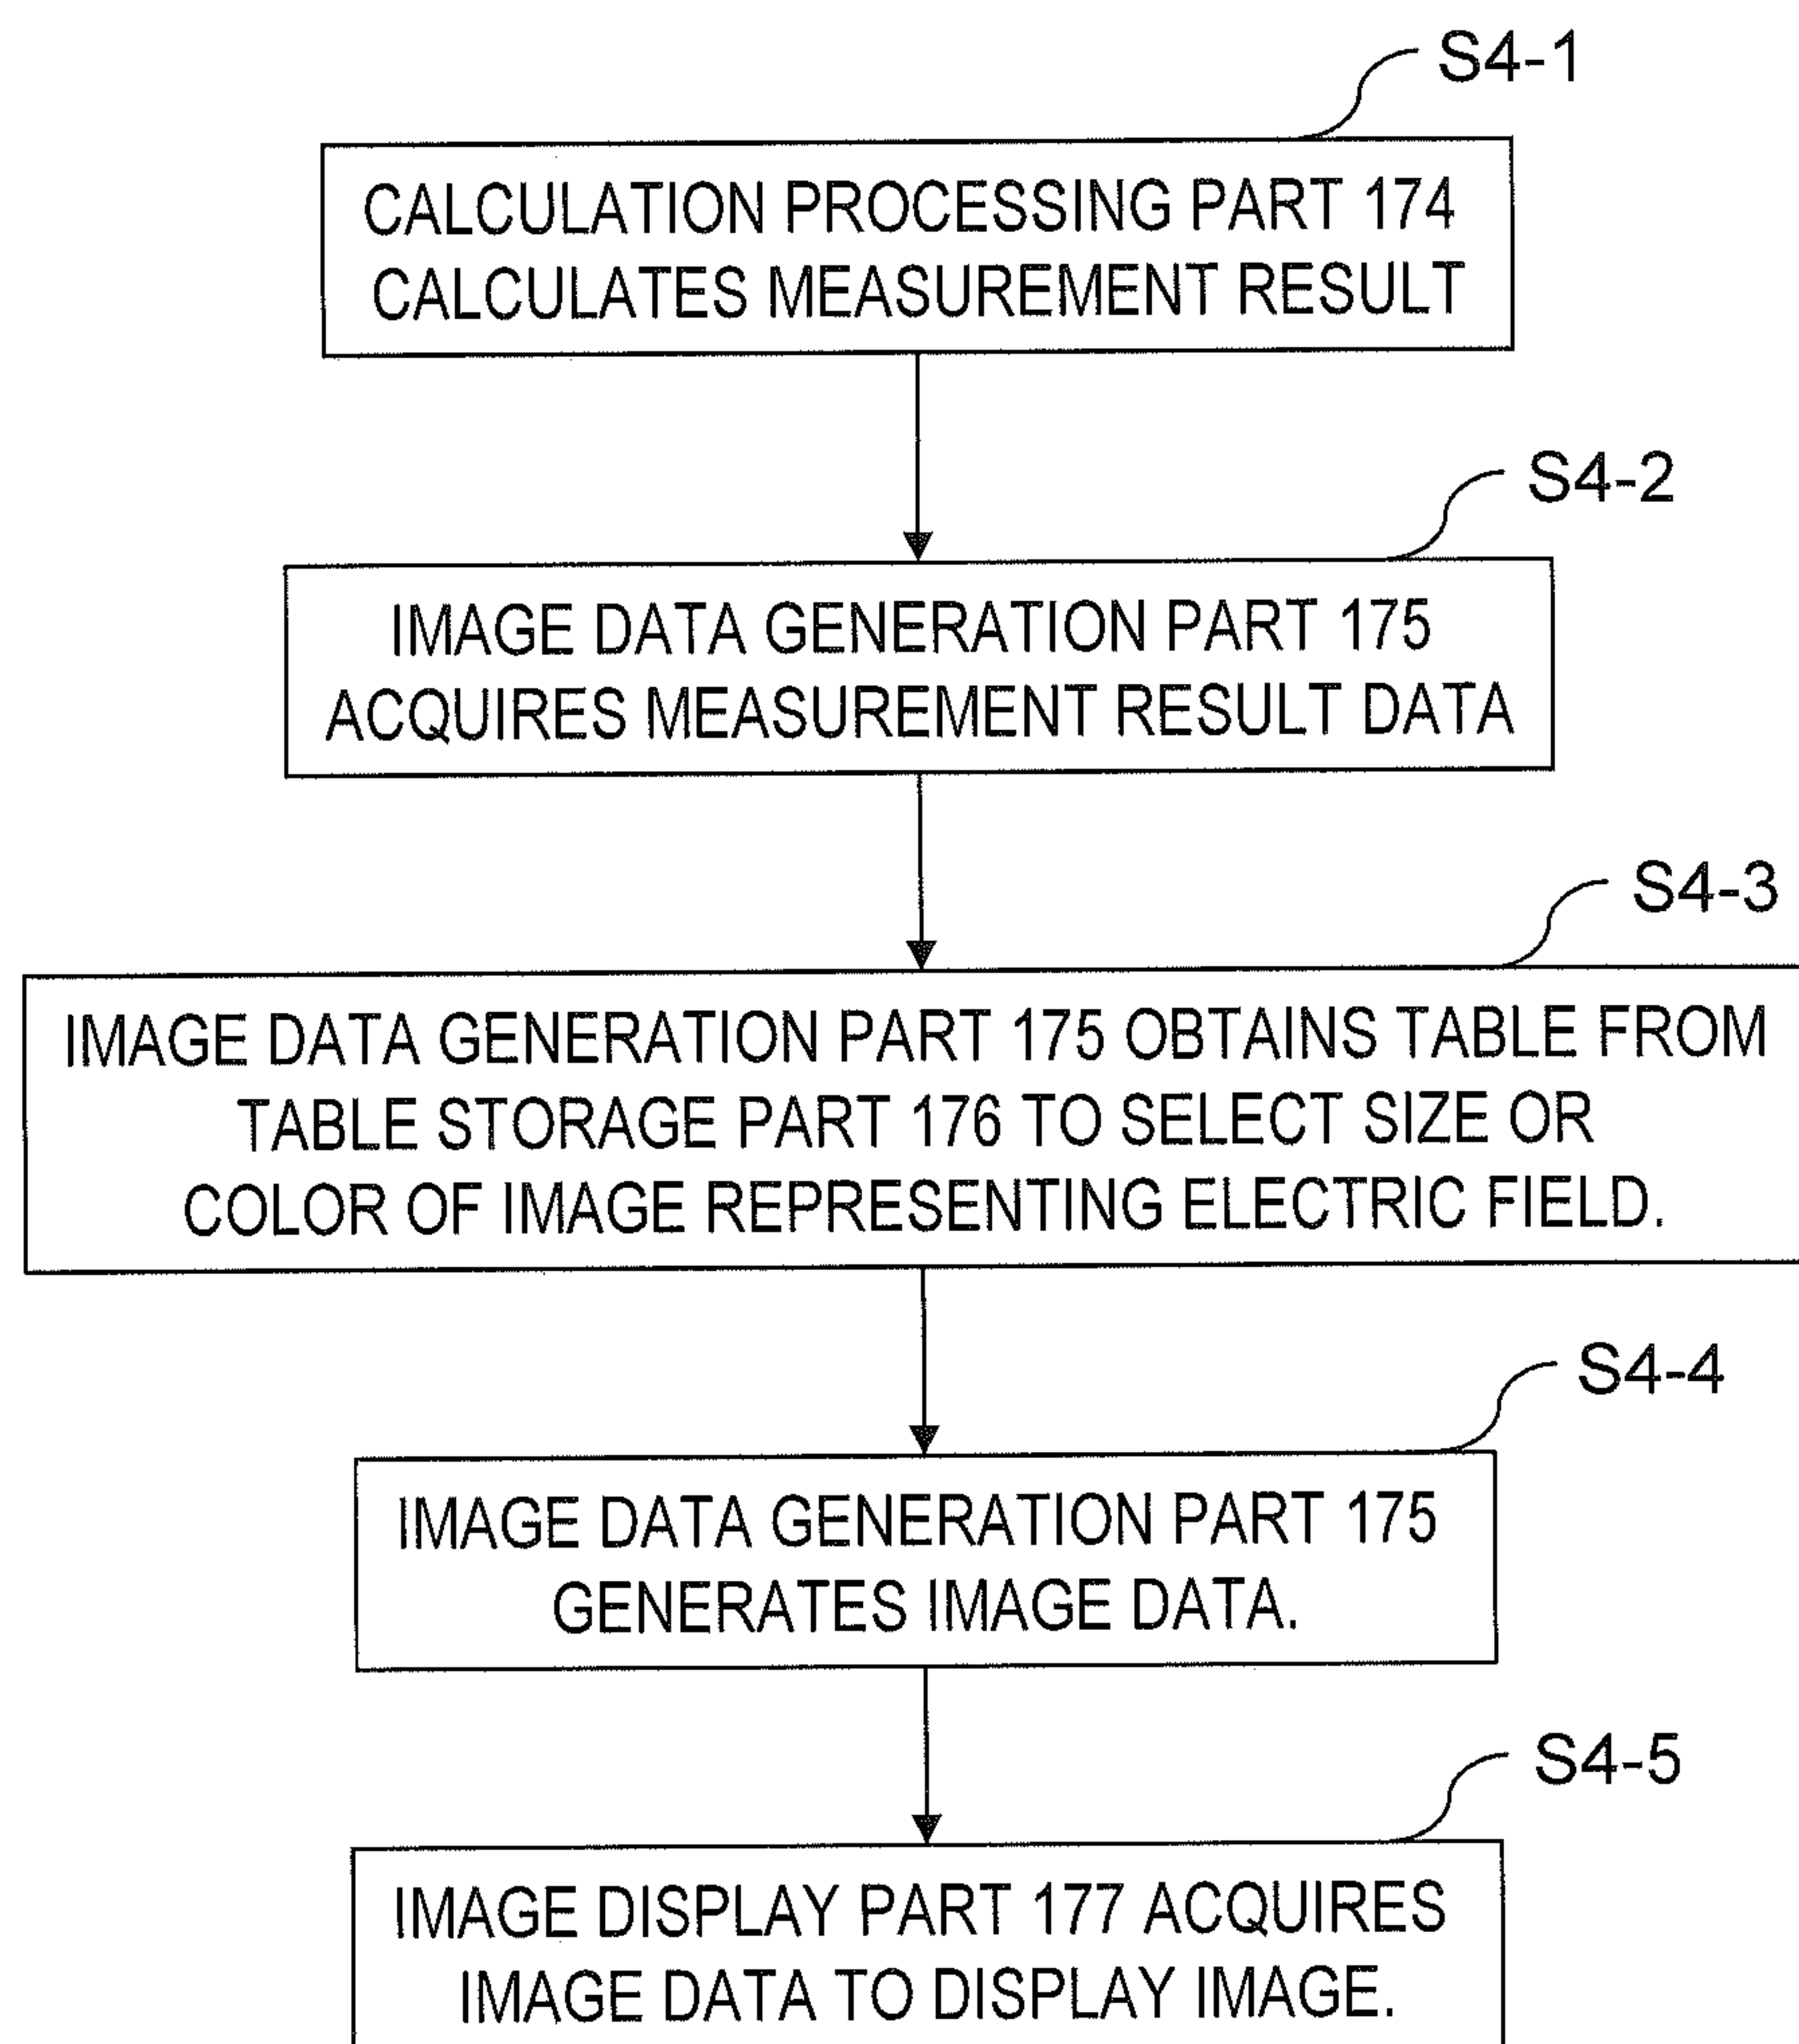 S4-1
CALCULATION PROCESSING PART 174
CALCULATES MEASUREMENT RESULT
S4-2
IMAGE DATA GENERATION PART 175
ACQUIRES MEASUREMENT RESULT DATA
S4-3
IMAGE DATA GENERATION PART 175 OBTAINS TABLE FROM
TABLE STORAGE PART 176 TO SELECT SIZE OR
COLOR OF IMAGE REPRESENTING ELECTRIC FIELD.
S4-4
IMAGE DATA GENERATION PART 175
GENERATES IMAGE DATA.
S4-5
IMAGE DISPLAY PART 177 ACQUIRES
IMAGE DATA TO DISPLAY IMAGE.